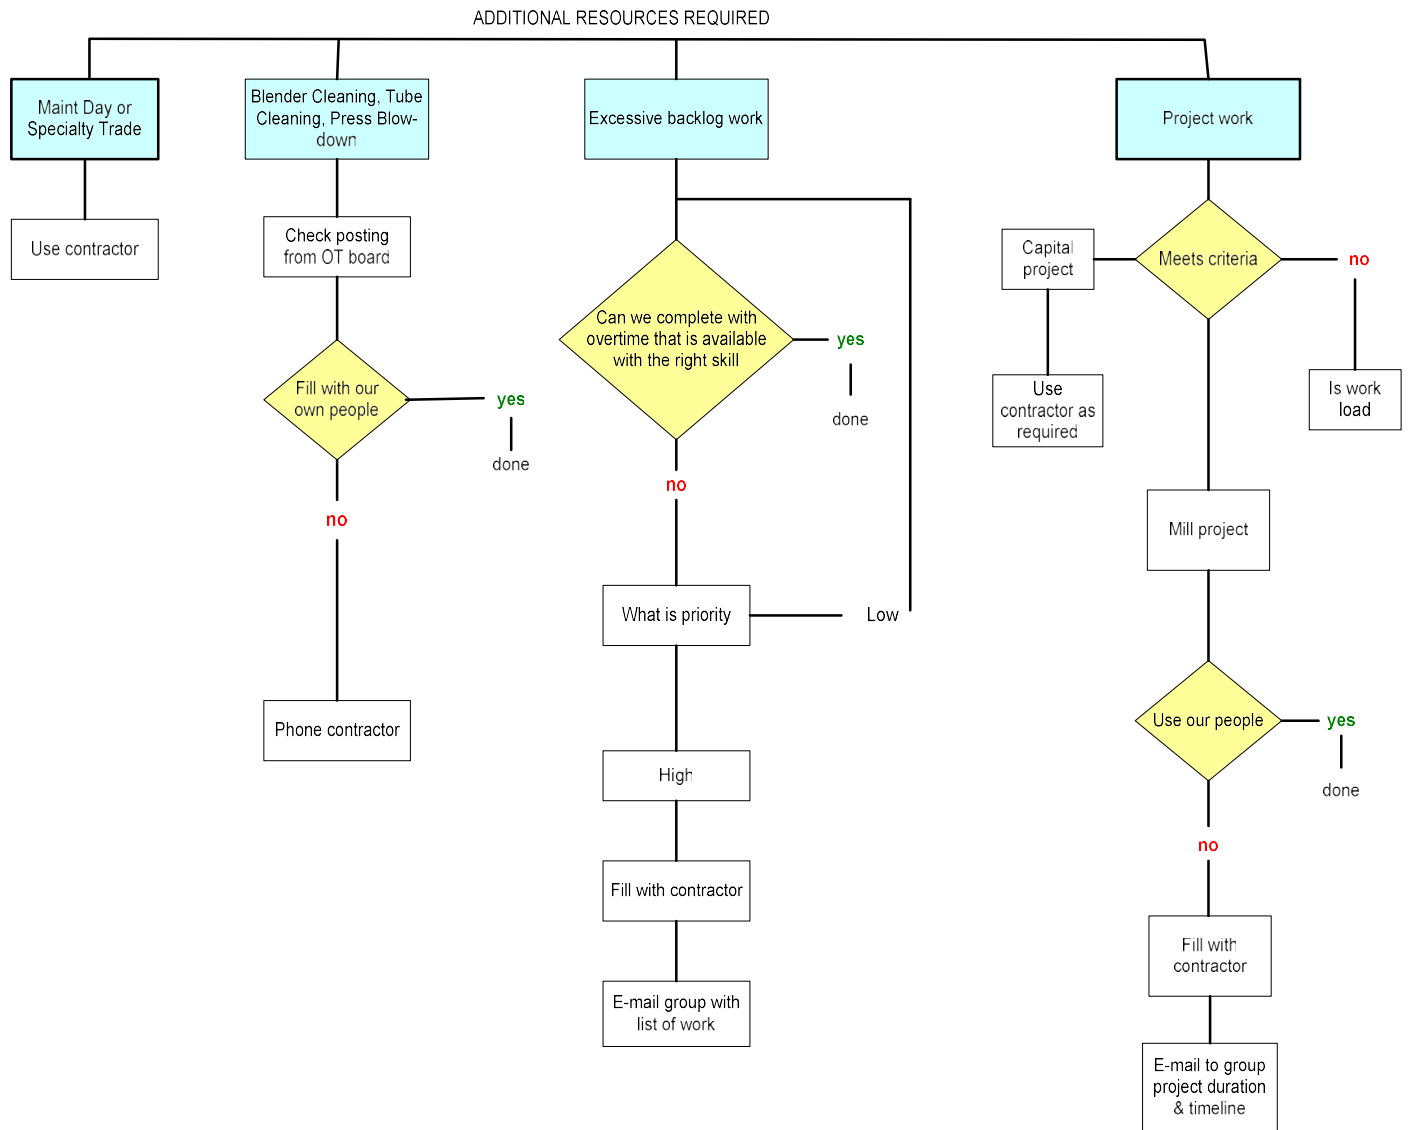 ADDITIONAL RESOURCES REQUIRED
Maint Day or
Specialty Trade
Use contractor
Blender Cleaning, Tube
Cleaning, Press Blow-
down
Check posting
from OT board
Fill with our
own people
yes
done
no
Phone contractor
Excessive backlog work
Can we complete with
overtime that is available
with the right skill
yes
done
no
What is priority
Low
High
Fill with contractor
E-mail group with
list of work
Project work
Meets criteria
Capital
project
Use
contractor as
required
no
Is work
load
Mill project
Use our people
yes
done
no
Fill with
contractor
E-mail to group
project duration
& timeline